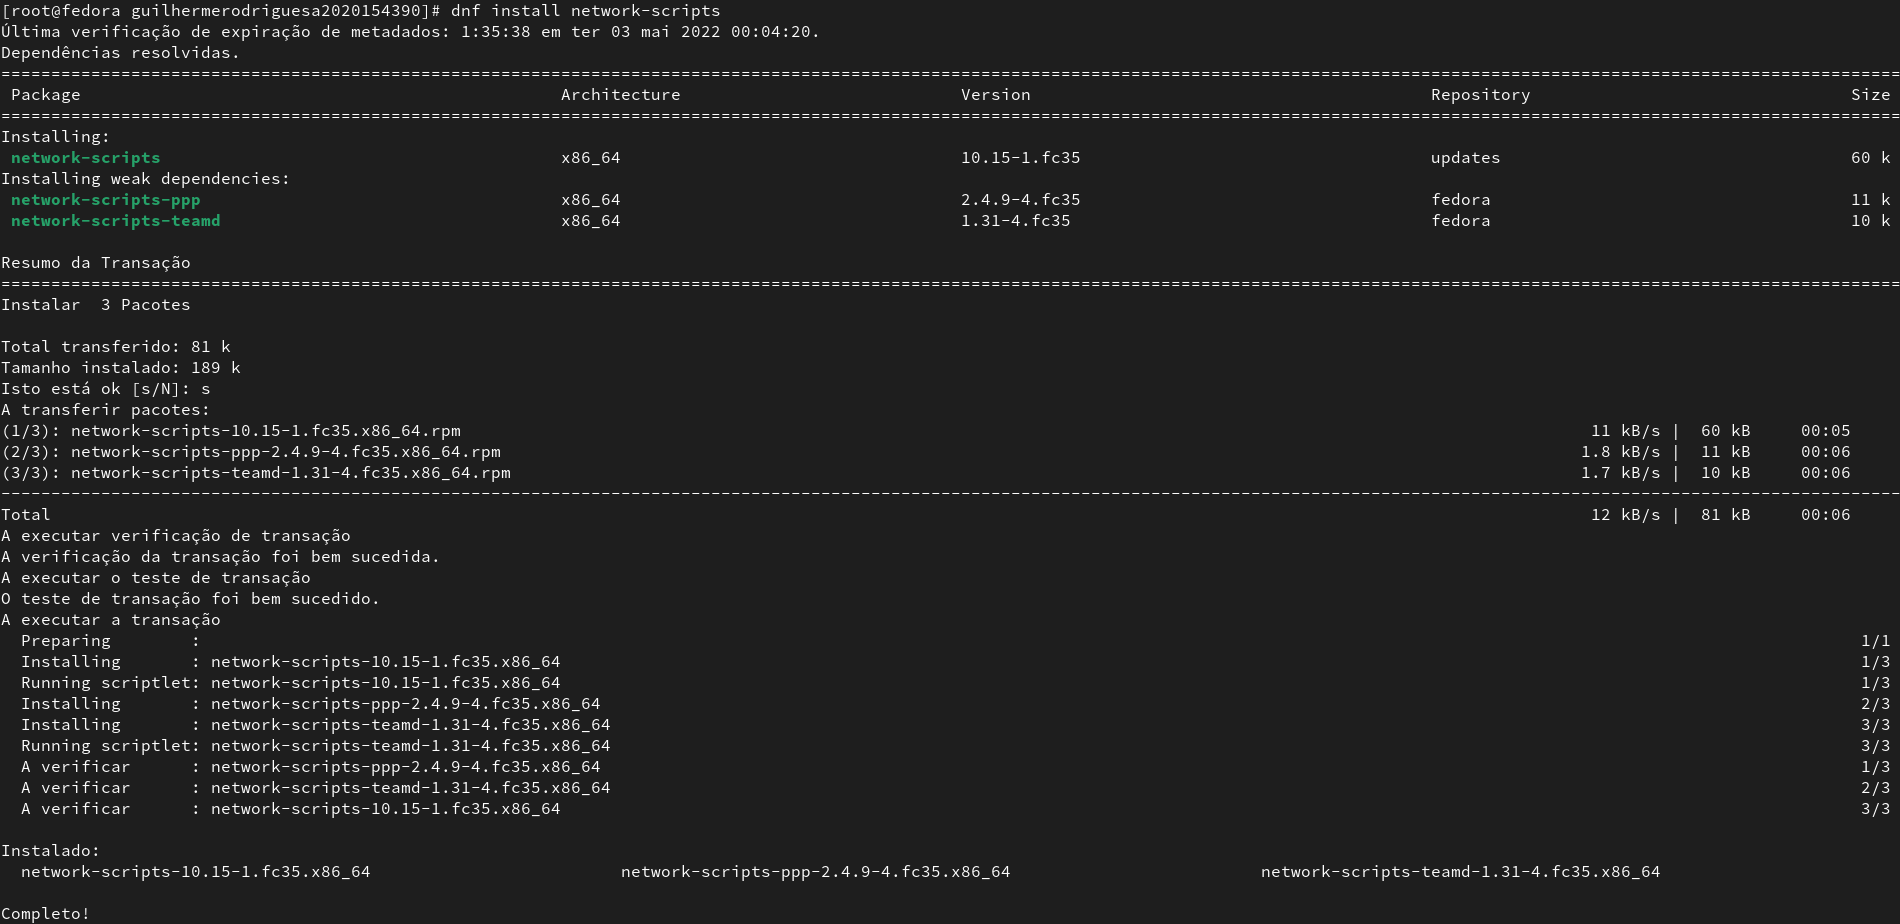 [root@fedora guilhermerodriguesa2020154390]# dnf install network-scripts
Última verificação de expiração de metadados: 1:35:38 em ter 03 mai 2022 00:04:20.
Dependências resolvidas.
Package Architecture Version Repository Size
Installing:
network-scripts x86_64 10.15-1.fc35 updates 60 k
Installing weak dependencies:
network-scripts-ppp x86_64 2.4.9-4.fc35 fedora 11 k
network-scripts-teamd x86_64 1.31-4.fc35 fedora 10 k
Resumo da Transação
Instalar 3 Pacotes
Total transferido: 81 k
Tamanho instalado: 189 k
Isto está ok [s/N]: s
A transferir pacotes:
(1/3): network-scripts-10.15-1.fc35.x86_64.rpm 11 kB/s | 60 kB 00:05
(2/3): network-scripts-ppp-2.4.9-4.fc35.x86_64.rpm 1.8 kB/s | 11 kB 00:06
(3/3): network-scripts-teamd-1.31-4.fc35.x86_64.rpm 1.7 kB/s | 10 kB 00:06
Total 12 kB/s | 81 kB 00:06
A executar verificação de transação
A verificação da transação foi bem sucedida.
A executar o teste de transação
O teste de transação foi bem sucedido.
A executar a transação
Preparing : 1/1
Installing : network-scripts-10.15-1.fc35.x86_64 1/3
Running scriptlet: network-scripts-10.15-1.fc35.x86_64 1/3
Installing : network-scripts-ppp-2.4.9-4.fc35.x86_64 2/3
Installing : network-scripts-teamd-1.31-4.fc35.x86_64 3/3
Running scriptlet: network-scripts-teamd-1.31-4.fc35.x86_64 3/3
A verificar : network-scripts-ppp-2.4.9-4.fc35.x86_64 1/3
A verificar : network-scripts-teamd-1.31-4.fc35.x86_64 2/3
A verificar : network-scripts-10.15-1.fc35.x86_64 3/3
Instalado:
network-scripts-10.15-1.fc35.x86_64 network-scripts-ppp-2.4.9-4.fc35.x86_64 network-scripts-teamd-1.31-4.fc35.x86_64
Completo!